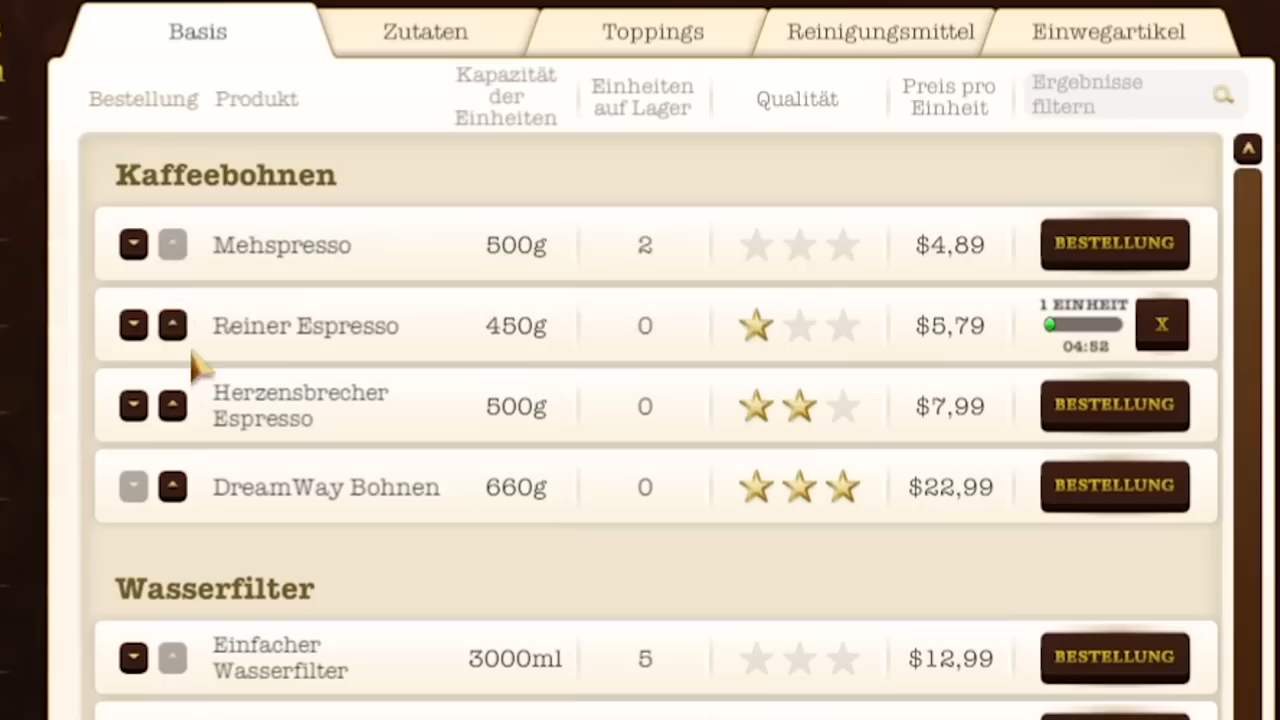 Basis
Zutaten
Toppings
Reinigungsmittel
Einwegartikel
Bestellung
Produkt
Kapazität
der
Einheiten
Einheiten
auf Lager
Qualität
Preis pro
Einheit
Ergebnisse
filtern
Kaffeebohnen
Mehspresso
500g
2
$4,89
BESTELLUNG
Reiner Espresso
450g
0
$5,79
1 EINHEIT
04:52
X
Herzensbrecher
Espresso
500g
0
$7,99
BESTELLUNG
DreamWay Bohnen
660g
0
$22,99
BESTELLUNG
Wasserfilter
Einfacher
Wasserfilter
3000ml
5
$12,99
BESTELLUNG